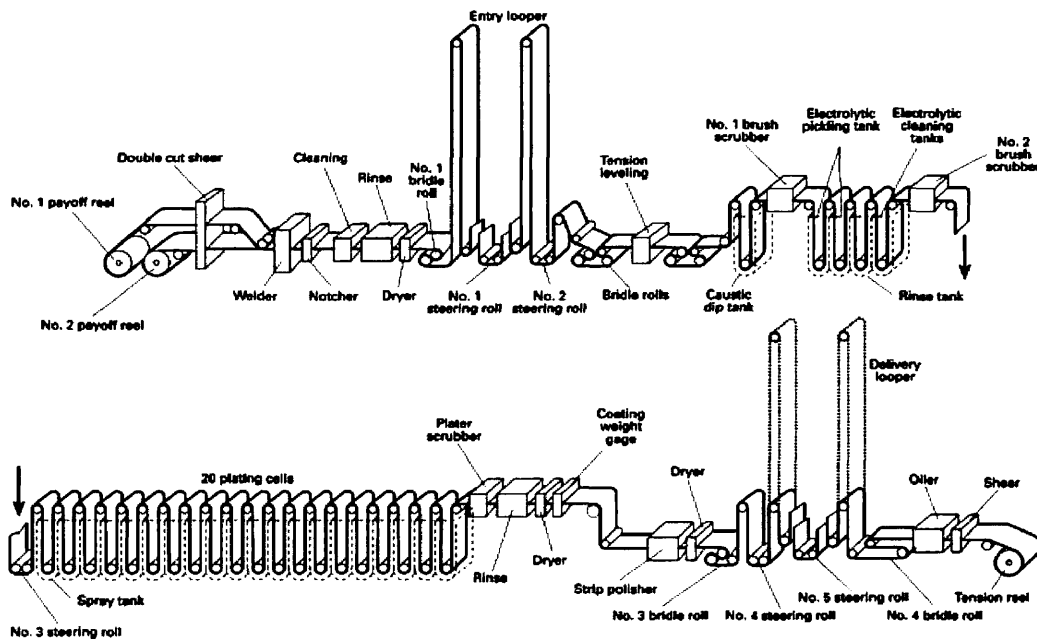 Entry looper
No. 1 brush
scrubber
Electrolytic
pickling tank
Electrolytic
cleaning
tanks
No. 2
brush
scrubber
Double cut shear
Cleaning
Rinse
No. 1
bridle
roll
Tension
leveling
No. 1 payoff reel
Welder
Notcher
Dryer
No. 1
steering roll
No. 2
steering roll
Bridle rolls
Caustic
dip tank
Rinse tank
No. 2 payoff reel
Delivery
looper
Plater
scrubber
Coating
weight
gage
20 plating cells
Dryer
Oiler
Shear
Rinse
Dryer
Strip polisher
Spray tank
No. 3 steering roll
No. 3 bridle roll
No. 4 steering roll
No. 5 steering roll
No. 4 bridle roll
Tension reel